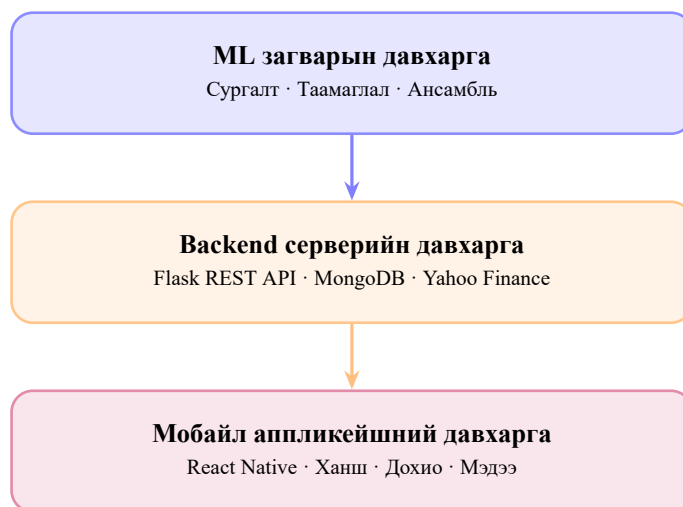 ML загварын давхарга
Сургалт · Таамаглал · Ансамбль
Backend серверийн давхарга
Flask REST API · MongoDB · Yahoo Finance
Мобайл аппликейшний давхарга
React Native · Ханш · Дохио · Мэдээ